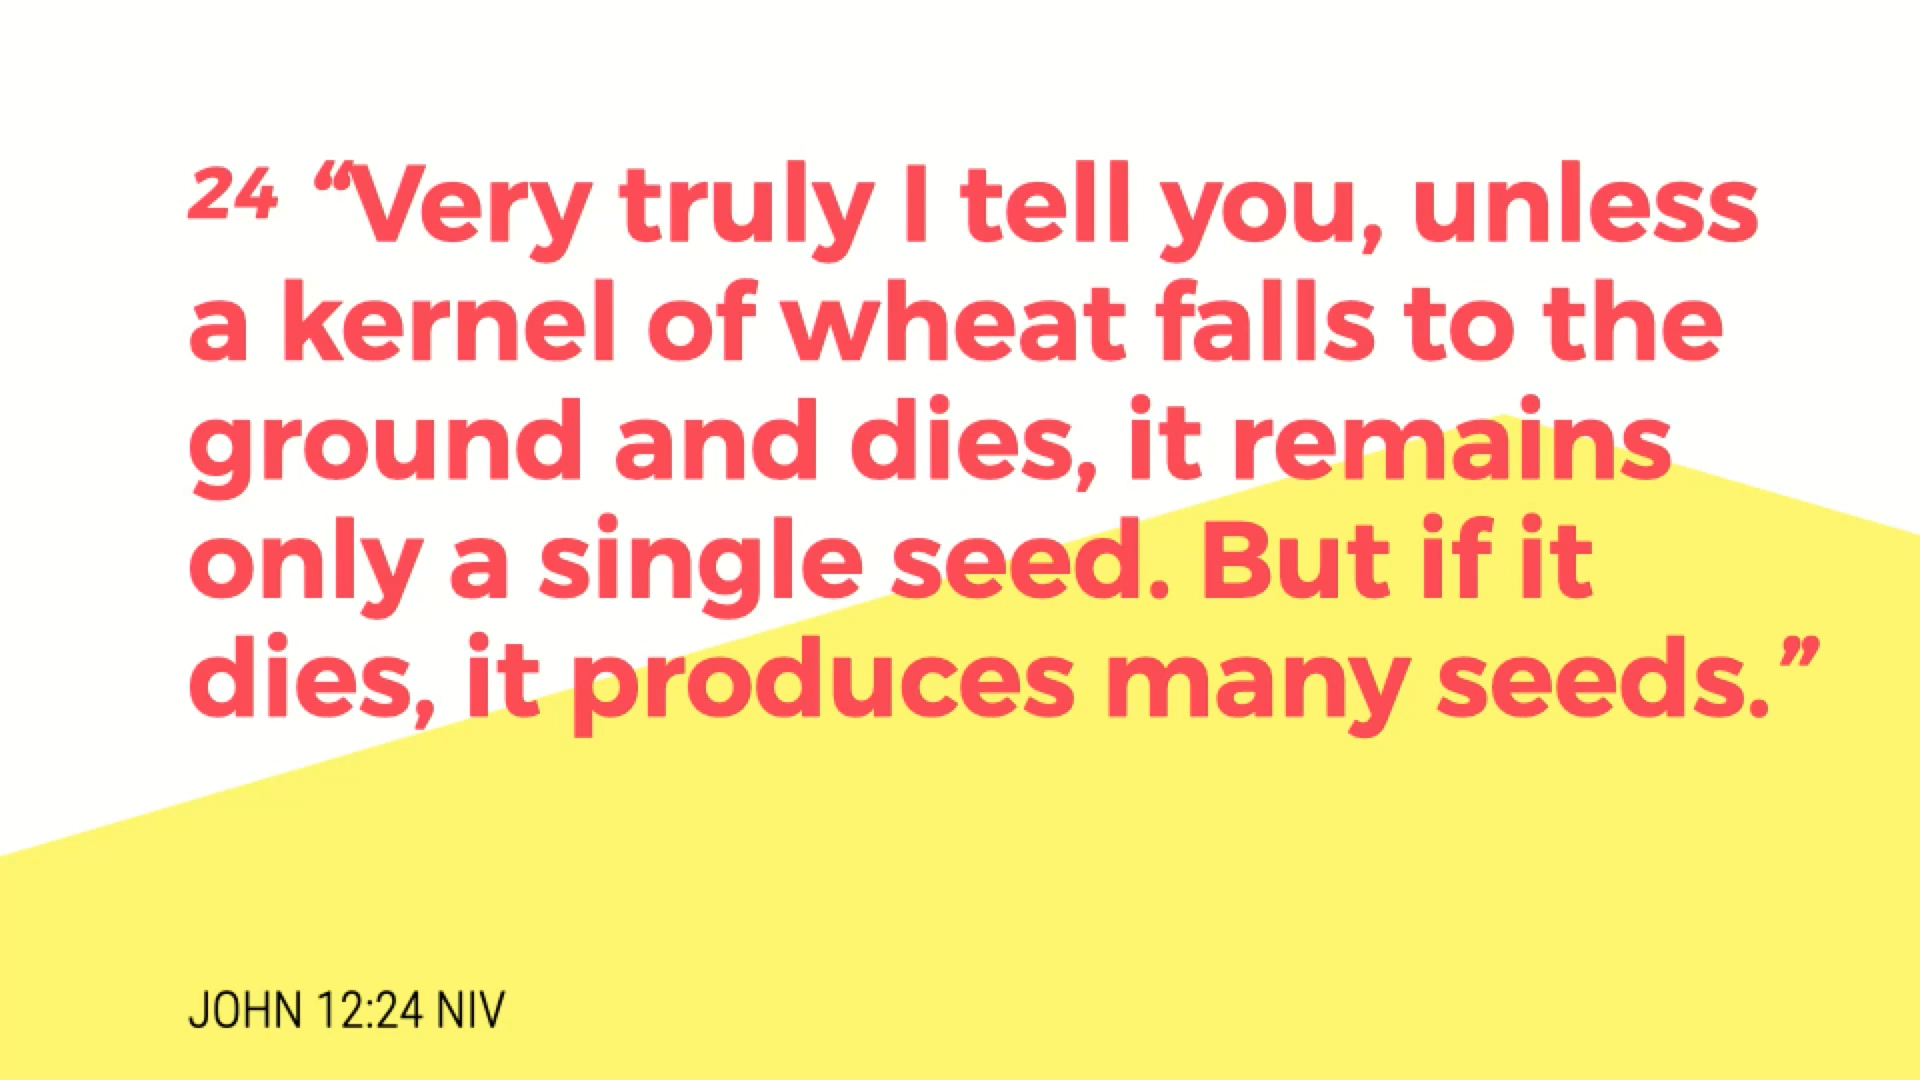 24 “Very truly I tell you, unless
a kernel of wheat falls to the
ground and dies, it remains
only a single seed. But if it
dies, it produces many seeds.”
JOHN 12:24 NIV